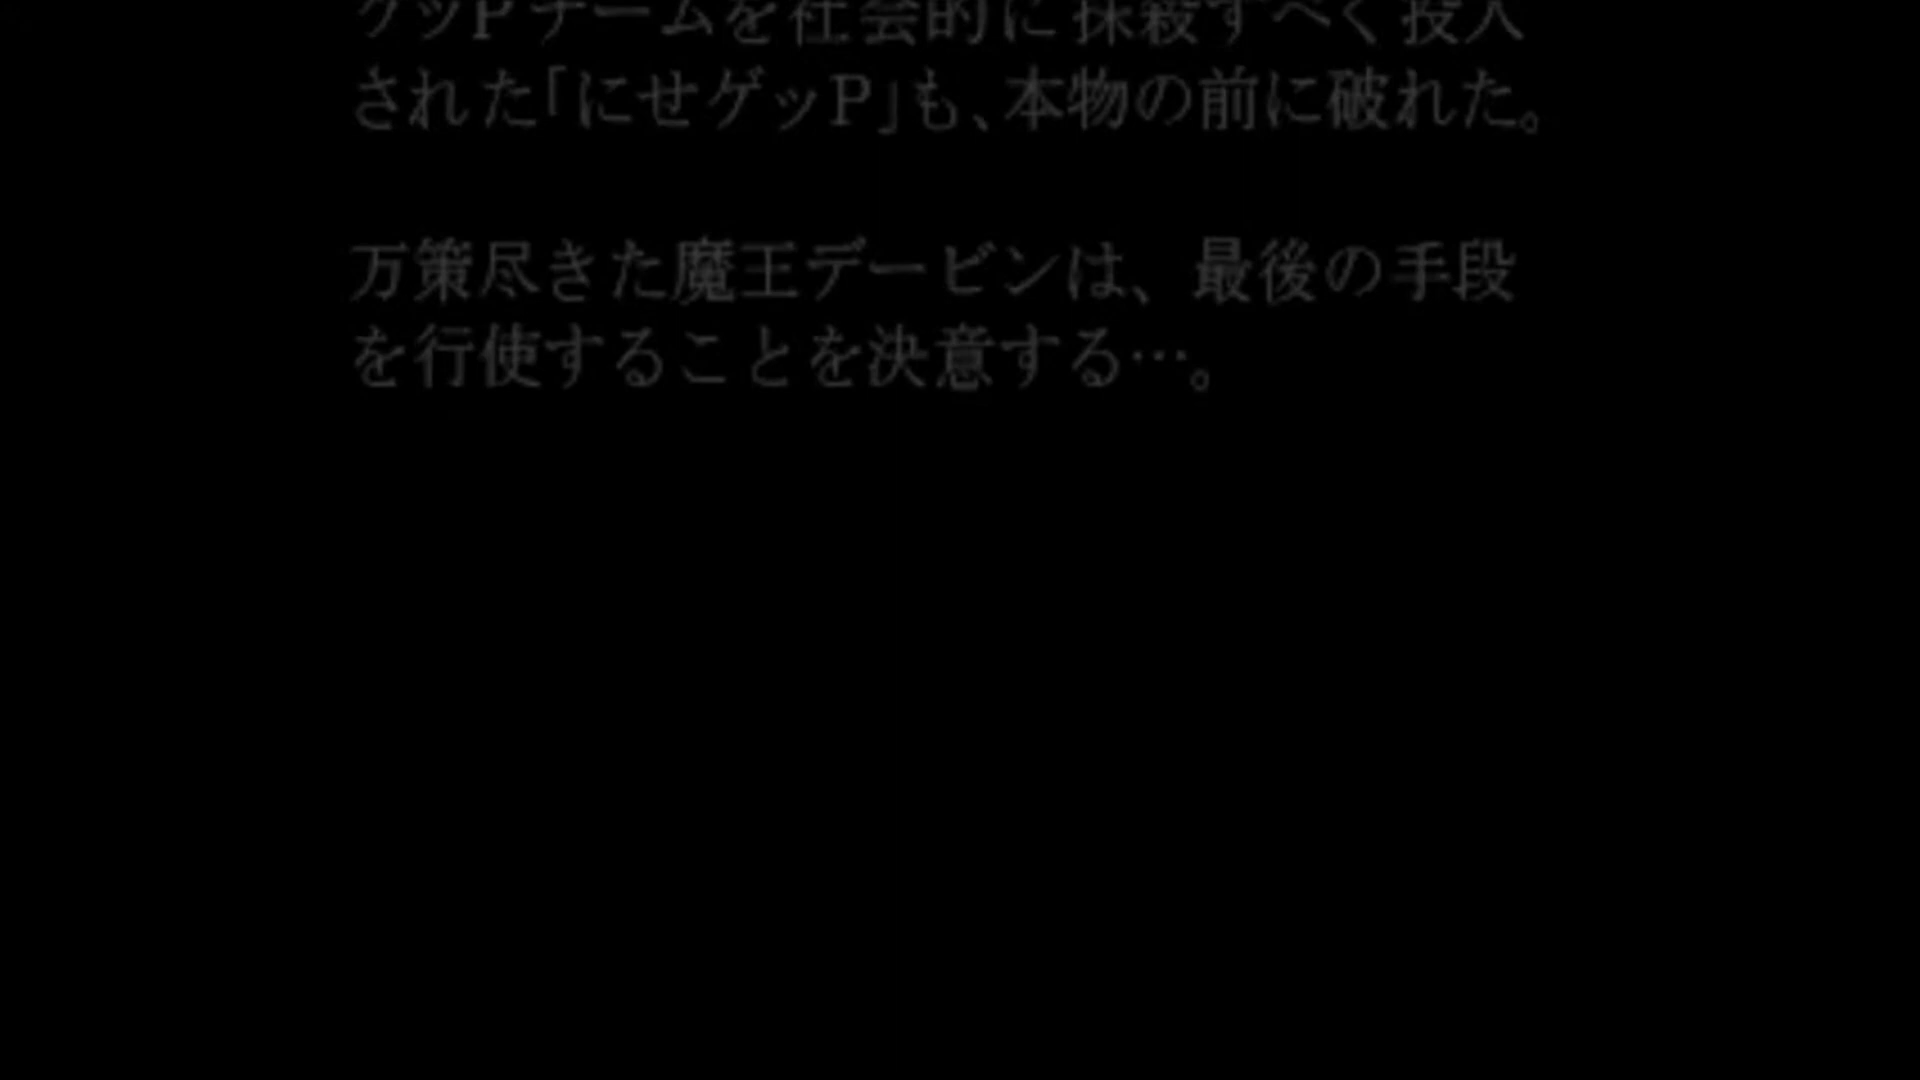 ゲッPチームを社会的に抹殺すべく投入
された「にせゲッP」も、本物の前に破れた。
万策尽きた魔王デービンは、最後の手段
を行使することを決意する…。